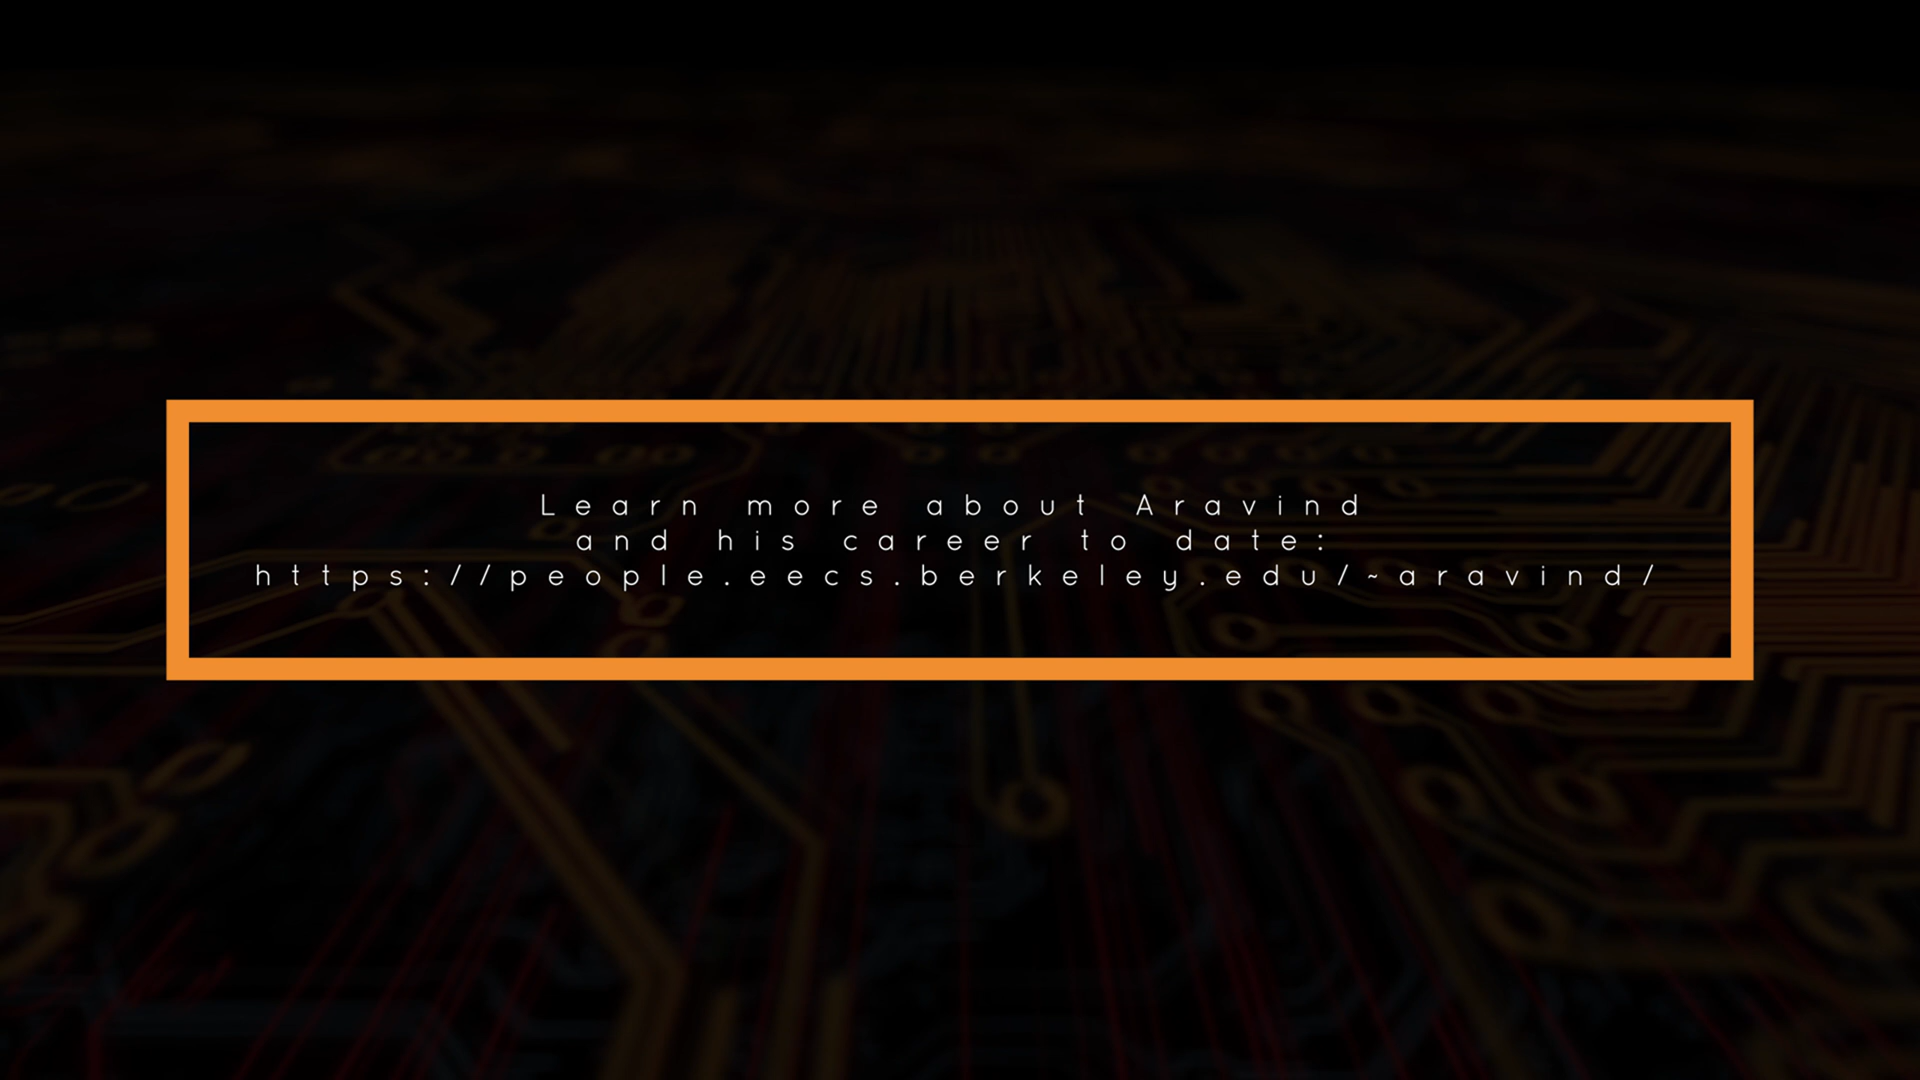 Learn more about Aravind
and his career to date:
https://people.eecs.berkeley.edu/~aravind/